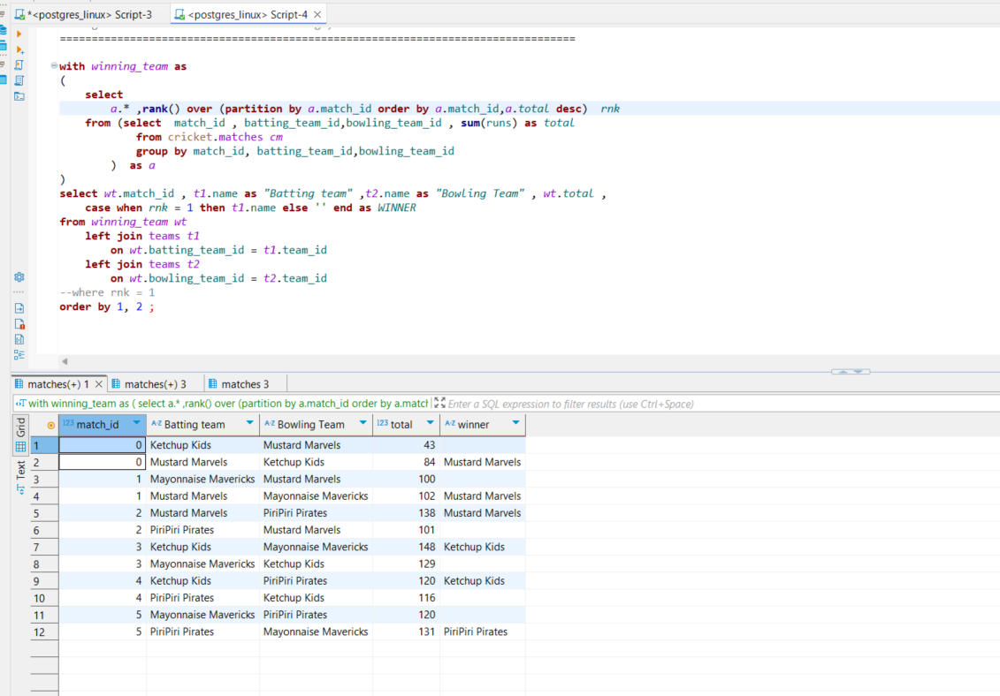 *<postgres_linux> Script-3
<postgres_linux> Script-4
=================================================================================
with winning_team as
(
select
a.* ,rank() over (partition by a.match_id order by a.match_id,a.total desc) rnk
from (select match_id , batting_team_id,bowling_team_id , sum(runs) as total
from cricket.matches cm
group by match_id, batting_team_id,bowling_team_id
) as a
)
select wt.match_id , t1.name as "Batting team" ,t2.name as "Bowling Team" , wt.total ,
case when rnk = 1 then t1.name else '' end as WINNER
from winning_team wt
left join teams t1
on wt.batting_team_id = t1.team_id
left join teams t2
on wt.bowling_team_id = t2.team_id
--where rnk = 1
order by 1, 2 ;
matches(+) 1 matches(+) 3 matches 3
with winning_team as ( select a.* ,rank() over (partition by a.match_id order by a.match Enter a SQL expression to filter results (use Ctrl+Space)
Grid
Text
123 match_id A-Z Batting team A-Z Bowling Team 123 total A-Z winner
1 0 Ketchup Kids Mustard Marvels 43
2 0 Mustard Marvels Ketchup Kids 84 Mustard Marvels
3 1 Mayonnaise Mavericks Mustard Marvels 100
4 1 Mustard Marvels Mayonnaise Mavericks 102 Mustard Marvels
5 2 Mustard Marvels PiriPiri Pirates 138 Mustard Marvels
6 2 PiriPiri Pirates Mustard Marvels 101
7 3 Ketchup Kids Mayonnaise Mavericks 148 Ketchup Kids
8 3 Mayonnaise Mavericks Ketchup Kids 129
9 4 Ketchup Kids PiriPiri Pirates 120 Ketchup Kids
10 4 PiriPiri Pirates Ketchup Kids 116
11 5 Mayonnaise Mavericks PiriPiri Pirates 120
12 5 PiriPiri Pirates Mayonnaise Mavericks 131 PiriPiri Pirates